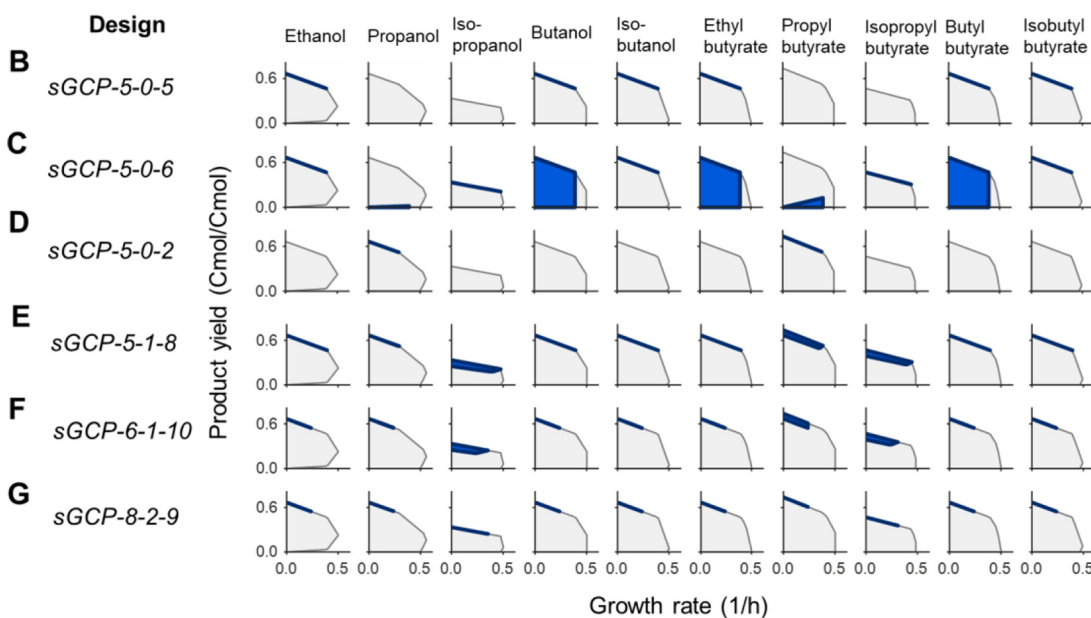 Design
Ethanol
Propanol
Iso-
propanol
Butanol
Iso-
butanol
Ethyl
butyrate
Propyl
butyrate
Isopropyl
butyrate
Butyl
butyrate
Isobutyl
butyrate
B
sGCP-5-0-5
0.6
0.0
C
sGCP-5-0-6
0.6
0.0
D
sGCP-5-0-2
0.6
0.0
E
sGCP-5-1-8
0.6
0.0
F
sGCP-6-1-10
0.6
0.0
G
sGCP-8-2-9
0.6
0.0
Product yield (Cmol/Cmol)
0.0 0.5 0.0 0.5 0.0 0.5 0.0 0.5 0.0 0.5 0.0 0.5 0.0 0.5 0.0 0.5 0.0 0.5 0.0 0.5
Growth rate (1/h)